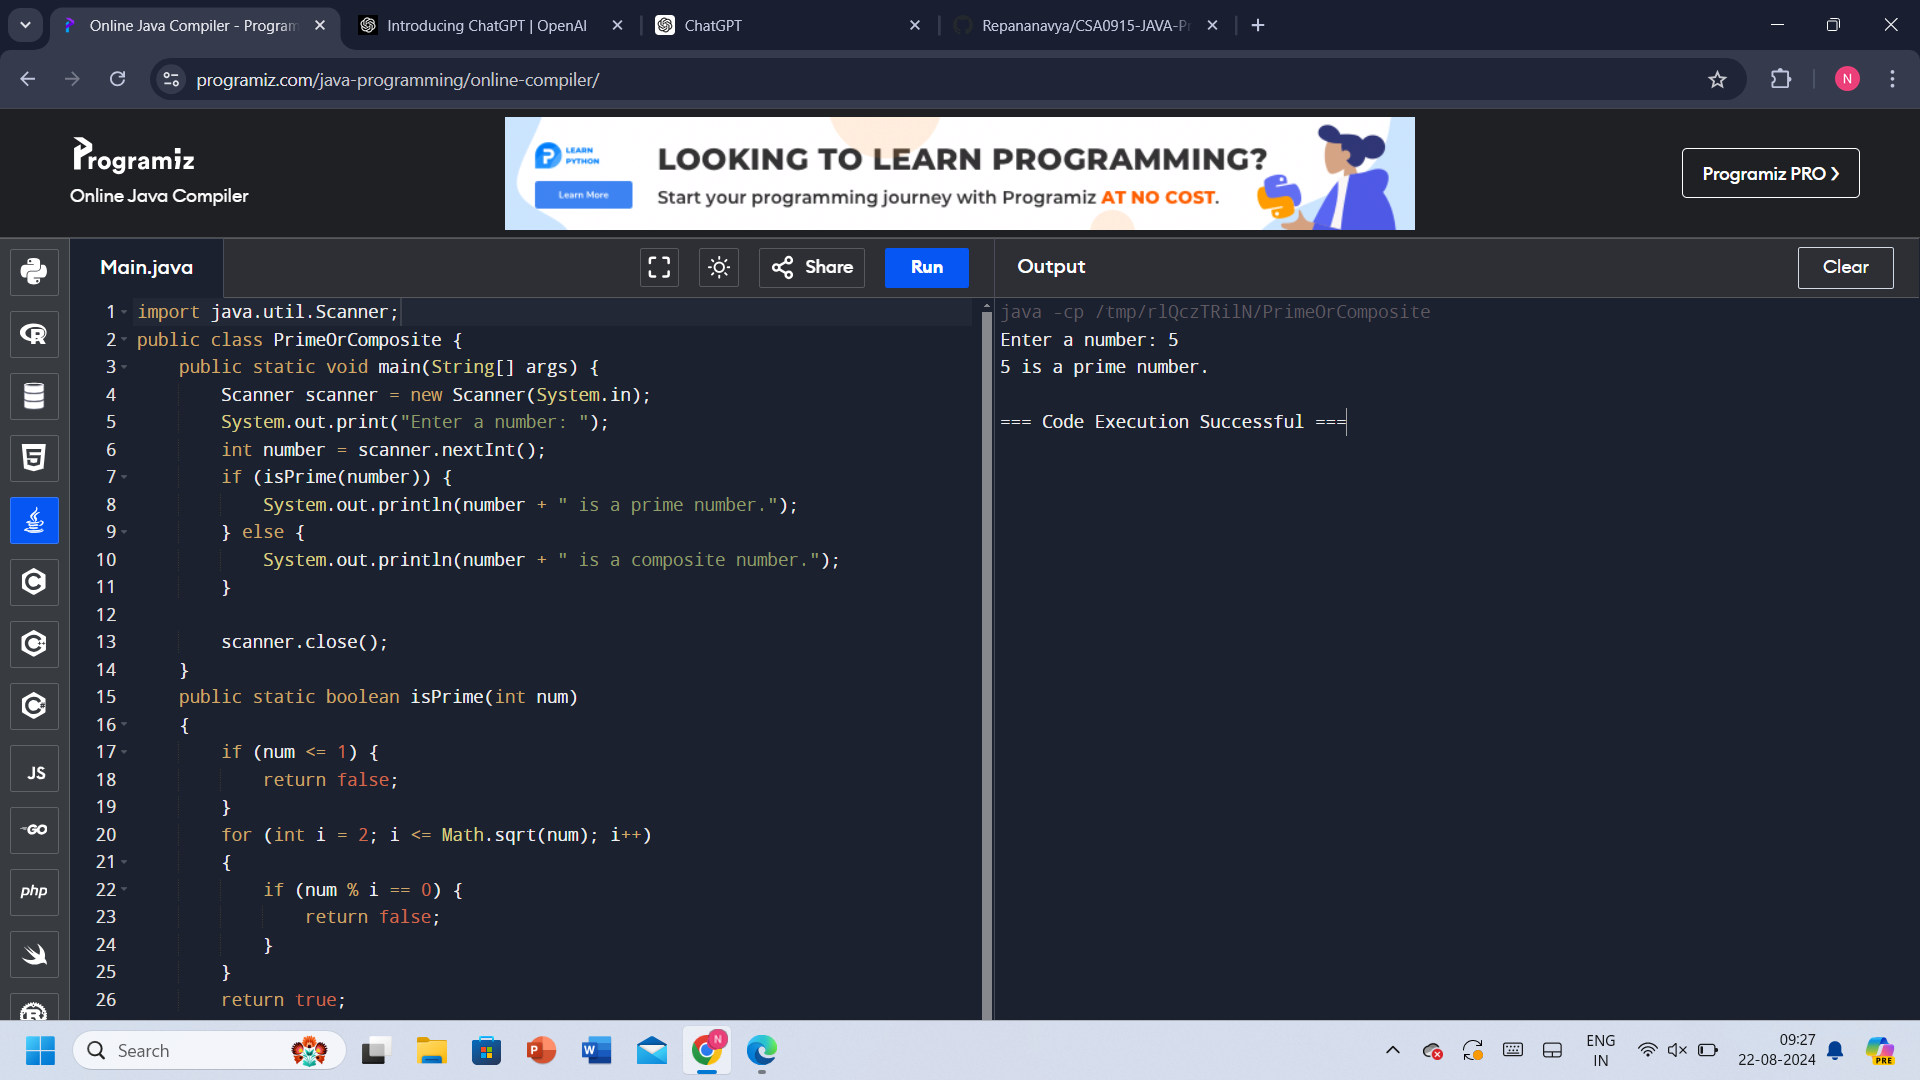 Online Java Compiler - Program
Introducing ChatGPT | OpenAI
ChatGPT
Repananavya/CSA0915-JAVA-Pr
programiz.com/java-programming/online-compiler/
N
Programiz
Online Java Compiler
LEARN
PYTHON
Learn More
LOOKING TO LEARN PROGRAMMING?
Start your programming journey with Programiz AT NO COST.
Programiz PRO
Main.java
Share
Run
Output
Clear
1 import java.util.Scanner;
2 public class PrimeOrComposite {
3 public static void main(String[] args) {
4 Scanner scanner = new Scanner(System.in);
5 System.out.print("Enter a number: ");
6 int number = scanner.nextInt();
7 if (isPrime(number)) {
8 System.out.println(number + " is a prime number.");
9 } else {
10 System.out.println(number + " is a composite number.");
11 }
12
13 scanner.close();
14 }
15 public static boolean isPrime(int num)
16 {
17 if (num <= 1) {
18 return false;
19 }
20 for (int i = 2; i <= Math.sqrt(num); i++)
21 {
22 if (num % i == 0) {
23 return false;
24 }
25 }
26 return true;
java -cp /tmp/rlQczTRilN/PrimeOrComposite
Enter a number: 5
5 is a prime number.
=== Code Execution Successful ===
JS
GO
php
Search
ENG
IN
09:27
22-08-2024
PRE